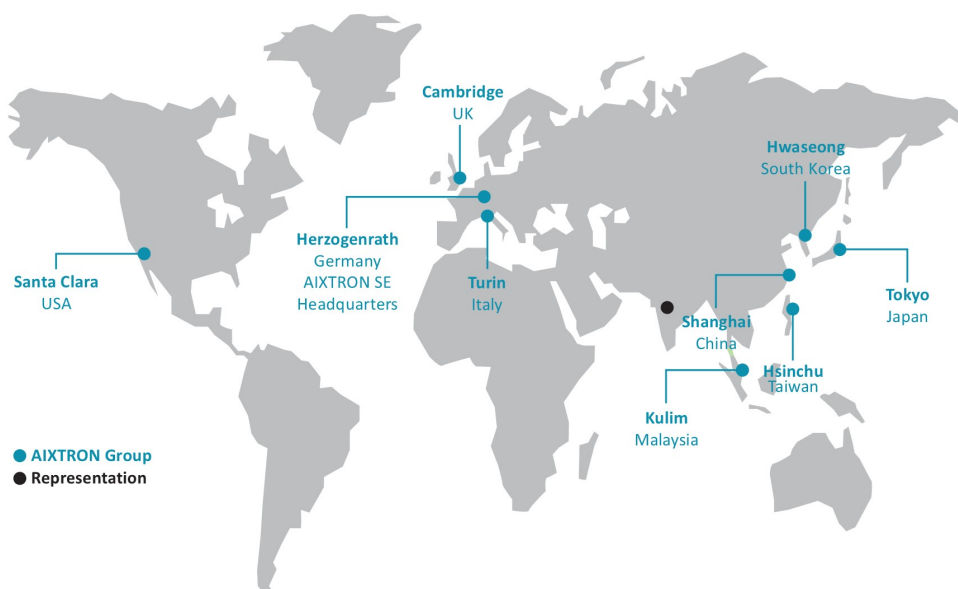 Cambridge
UK
Hwaseong
South Korea
Herzogenrath
Germany
AIXTRON SE
Headquarters
Santa Clara
USA
Turin
Italy
Tokyo
Japan
Shanghai
China
Hsinchu
Taiwan
Kulim
Malaysia
AIXTRON Group
Representation